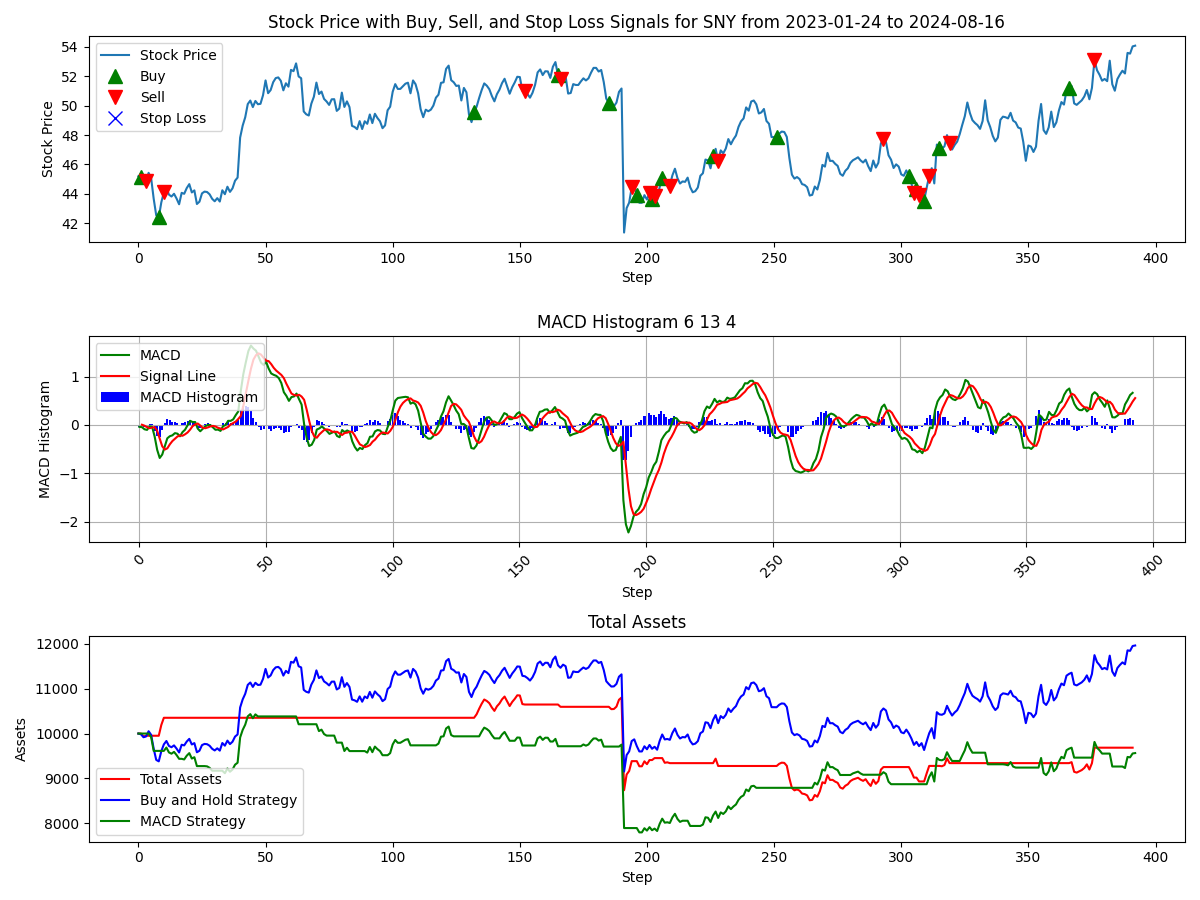 Stock Price with Buy, Sell, and Stop Loss Signals for SNY from 2023-01-24 to 2024-08-16
Stock Price
54
52
50
48
46
44
42
Stock Price
Buy
Sell
Stop Loss
0 50 100 150 200 250 300 350 400
Step
MACD Histogram 6 13 4
MACD Histogram
1
0
−1
−2
MACD
Signal Line
MACD Histogram
0 50 100 150 200 250 300 350 400
Step
Total Assets
Assets
12000
11000
10000
9000
8000
Total Assets
Buy and Hold Strategy
MACD Strategy
0 50 100 150 200 250 300 350 400
Step